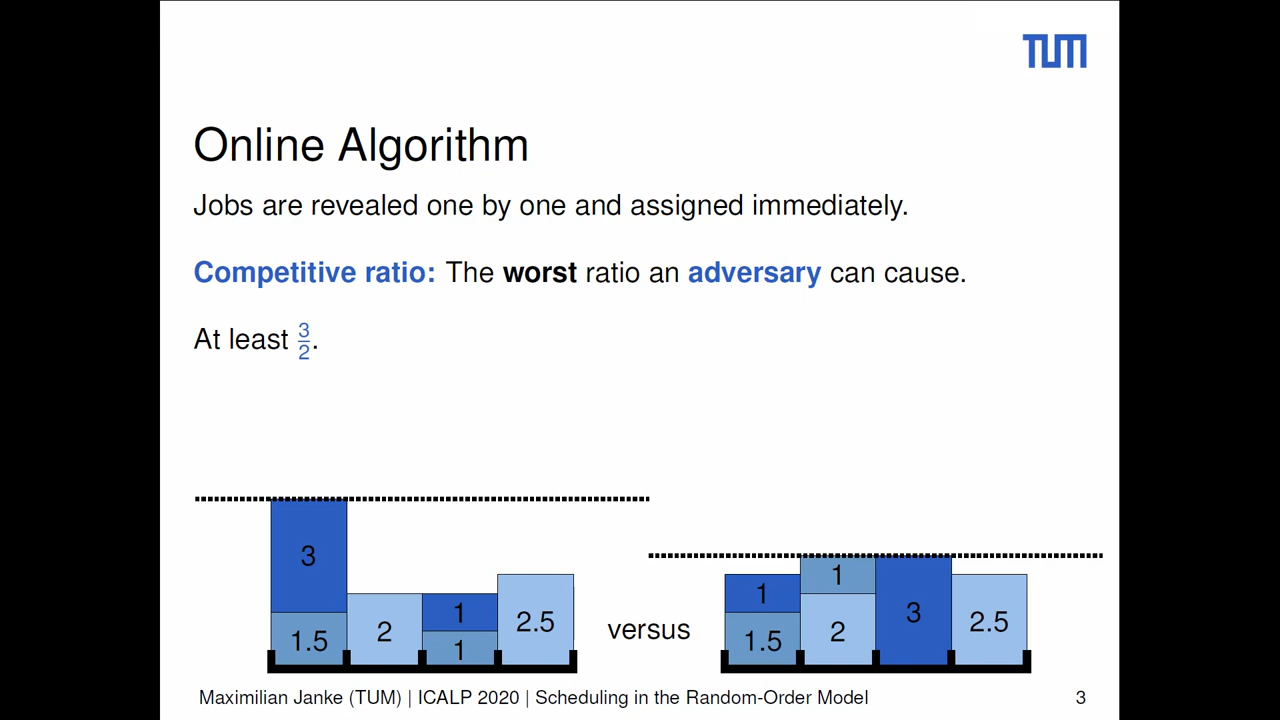 TUM
Online Algorithm
Jobs are revealed one by one and assigned immediately.
Competitive ratio: The worst ratio an adversary can cause.
At least 3/2.
3
1.5
2
1
1
2.5
versus
1
1.5
1
2
3
2.5
Maximilian Janke (TUM) | ICALP 2020 | Scheduling in the Random-Order Model
3